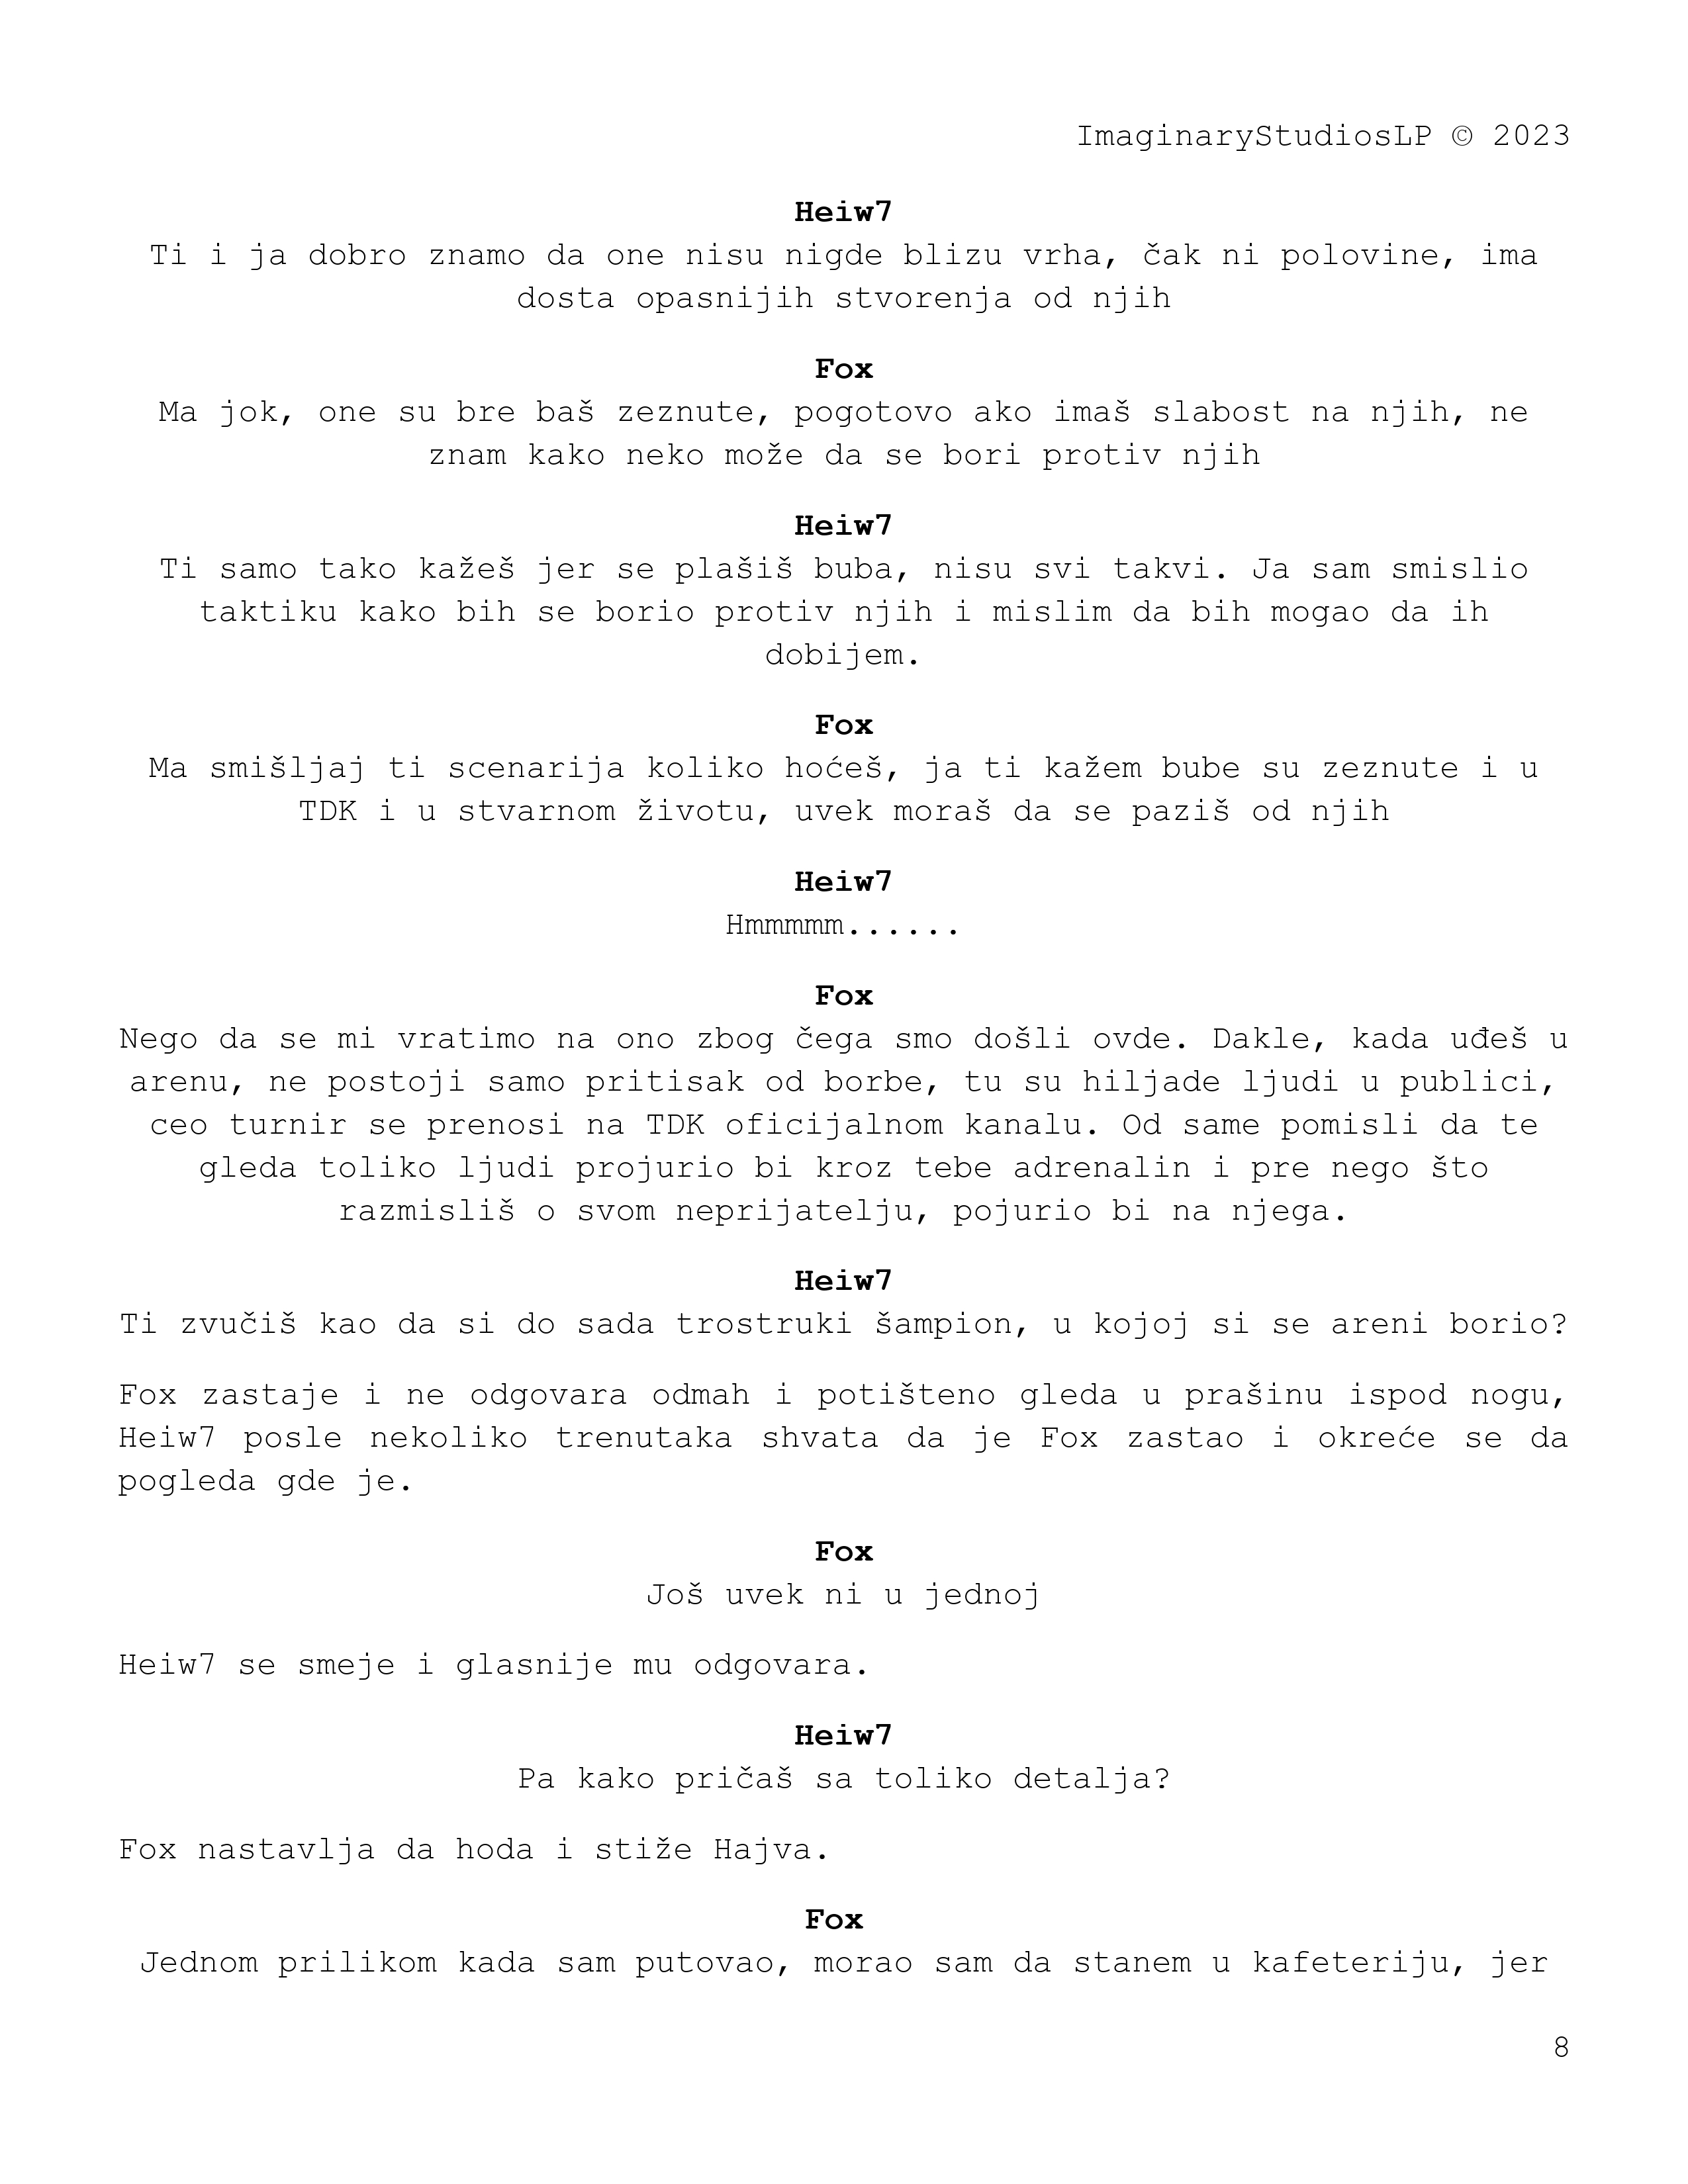 ImaginaryStudiosLP © 2023
Heiw7
Ti i ja dobro znamo da one nisu nigde blizu vrha, čak ni polovine, ima
dosta opasnijih stvorenja od njih
Fox
Ma jok, one su bre baš zeznute, pogotovo ako imaš slabost na njih, ne
znam kako neko može da se bori protiv njih
Heiw7
Ti samo tako kažeš jer se plašiš buba, nisu svi takvi. Ja sam smislio
taktiku kako bih se borio protiv njih i mislim da bih mogao da ih
dobijem.
Fox
Ma smišljaj ti scenarija koliko hoćeš, ja ti kažem bube su zeznute i u
TDK i u stvarnom životu, uvek moraš da se paziš od njih
Heiw7
Hmmmmm......
Fox
Nego da se mi vratimo na ono zbog čega smo došli ovde. Dakle, kada uđeš u
arenu, ne postoji samo pritisak od borbe, tu su hiljade ljudi u publici,
ceo turnir se prenosi na TDK oficijalnom kanalu. Od same pomisli da te
gleda toliko ljudi projurio bi kroz tebe adrenalin i pre nego što
razmisliš o svom neprijatelju, pojurio bi na njega.
Heiw7
Ti zvučiš kao da si do sada trostruki šampion, u kojoj si se areni borio?
Fox zastaje i ne odgovara odmah i potišteno gleda u prašinu ispod nogu,
Heiw7 posle nekoliko trenutaka shvata da je Fox zastao i okreće se da
pogleda gde je.
Fox
Još uvek ni u jednoj
Heiw7 se smeje i glasnije mu odgovara.
Heiw7
Pa kako pričaš sa toliko detalja?
Fox nastavlja da hoda i stiže Hajva.
Fox
Jednom prilikom kada sam putovao, morao sam da stanem u kafeteriju, jer
8